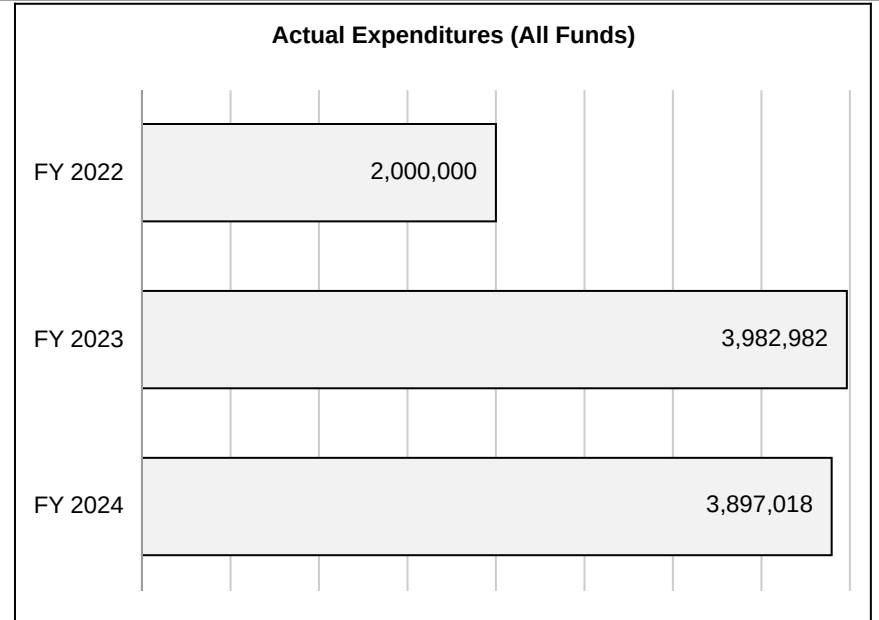 Actual Expenditures (All Funds)
FY 2022 2,000,000
FY 2023 3,982,982
FY 2024 3,897,018